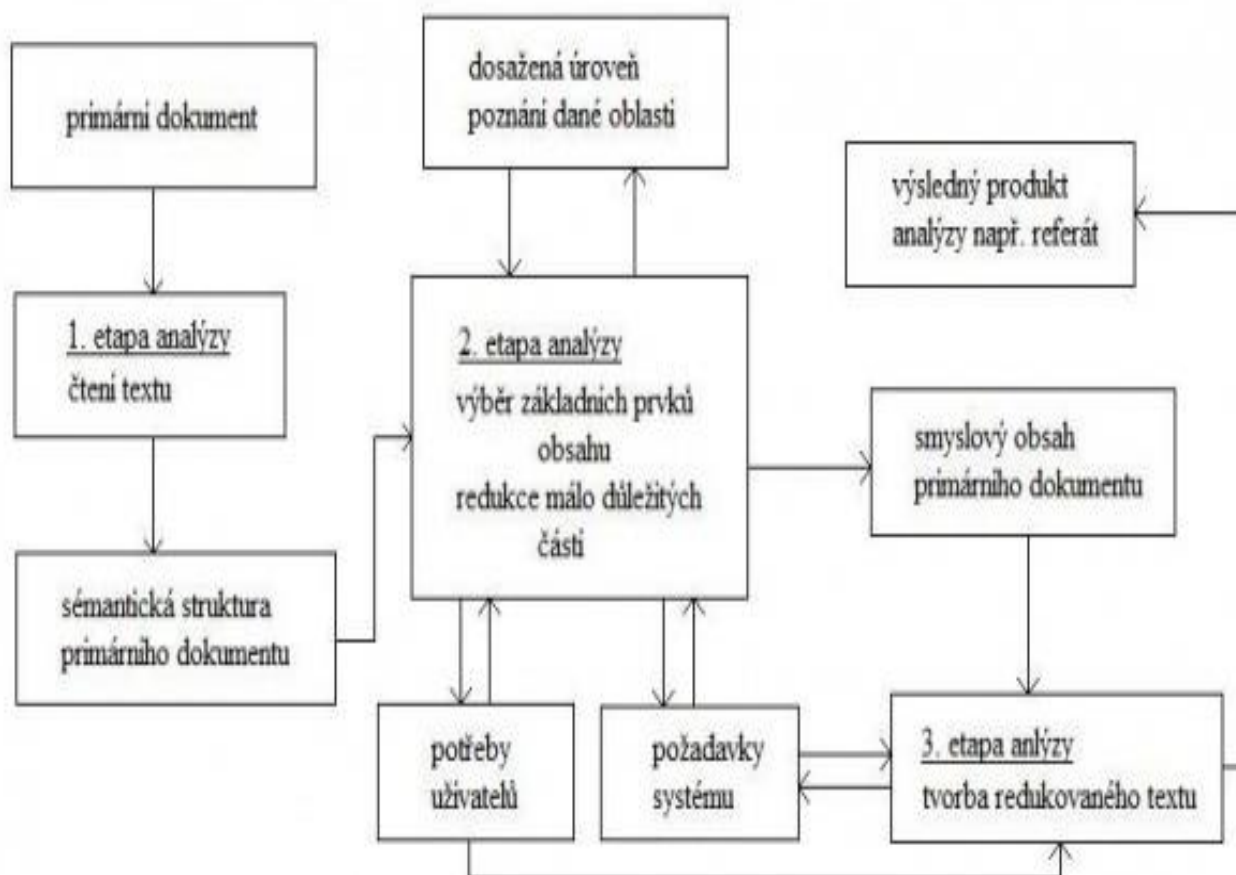 primární dokument
dosažená úroveň
poznání dané oblasti
výsledný produkt
analýzy např. referát
1. etapa analýzy
čtení textu
2. etapa analýzy
výběr základních prvků
obsahu
redukce málo důležitých
části
smyslový obsah
primárního dokumentu
sémantická struktura
primárního dokumentu
potřeby
uživatelů
požadavky
systému
3. etapa anlýzy
tvorba redukovaného textu